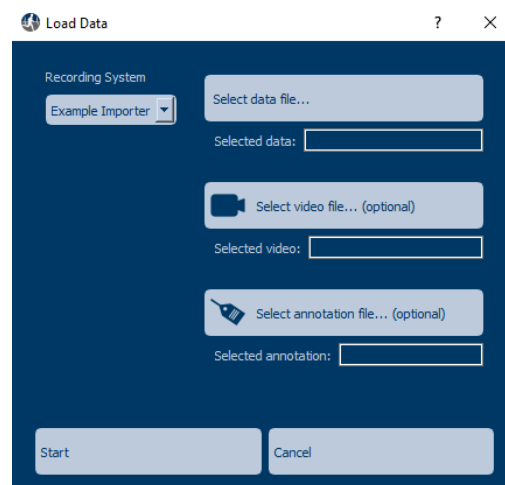 Load Data
?
Recording System
Example Importer
Select data file...
Selected data:
Select video file... (optional)
Selected video:
Select annotation file... (optional)
Selected annotation:
Start
Cancel